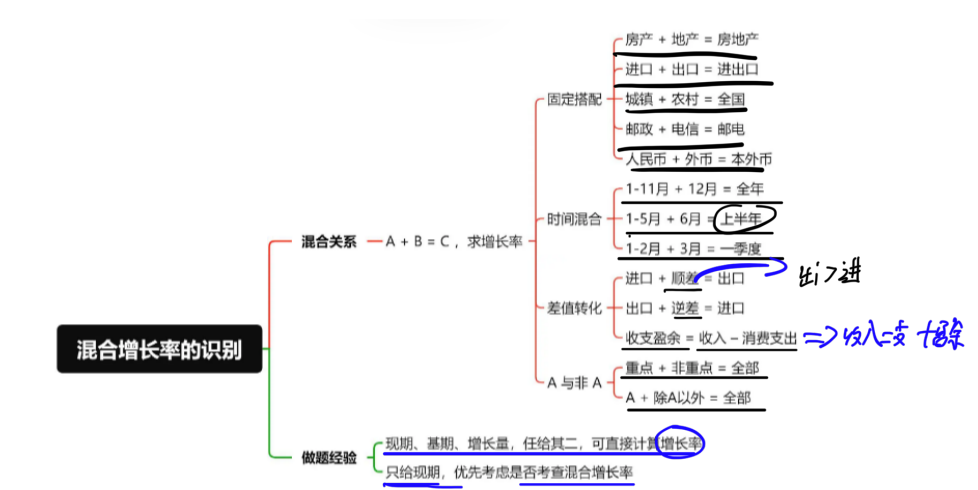 混合增长率的识别
混合关系
A + B = C，求增长率
固定搭配
房产 + 地产 = 房地产
进口 + 出口 = 进出口
城镇 + 农村 = 全国
邮政 + 电信 = 邮电
人民币 + 外币 = 本外币
时间混合
1-11月 + 12月 = 全年
1-5月 + 6月 = 上半年
1-2月 + 3月 = 一季度
差值转化
进口 + 顺差 = 出口
出>进
出口 + 逆差 = 进口
收支盈余 = 收入 – 消费支出
=> 收入=支+余
A 与非 A
重点 + 非重点 = 全部
A + 除A以外 = 全部
做题经验
现期、基期、增长量，任给其二，可直接计算增长率
只给现期，优先考虑是否考查混合增长率